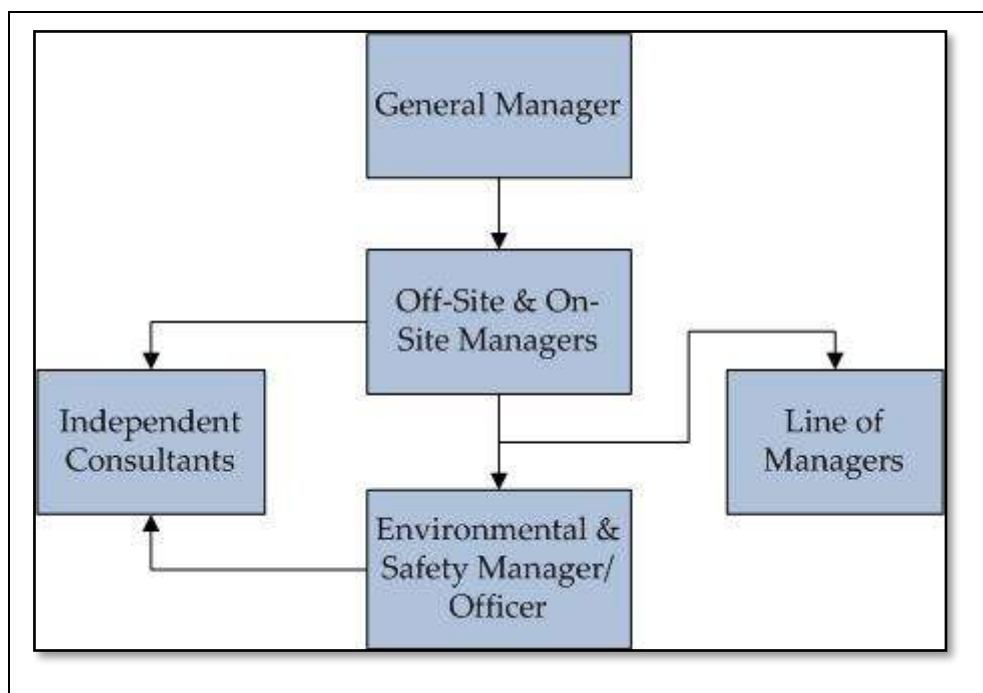 General Manager
Off-Site & On-
Site Managers
Independent
Consultants
Line of
Managers
Environmental &
Safety Manager/
Officer